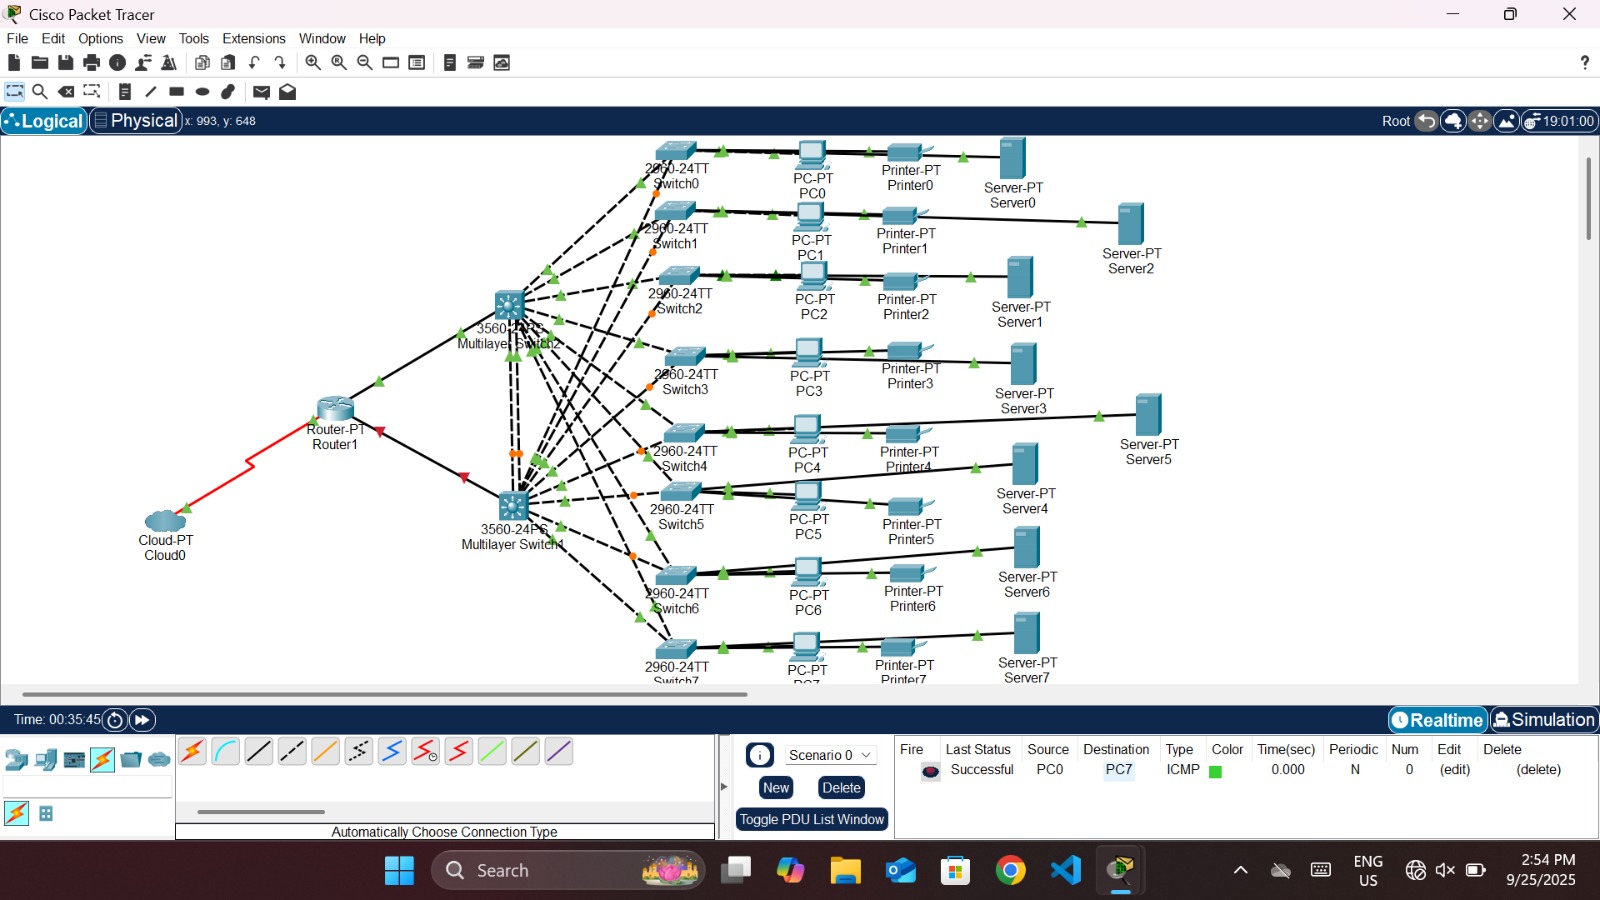 Cisco Packet Tracer
File Edit Options View Tools Extensions Window Help
?
Logical Physical x: 993, y: 648
Root 19:01:00
2960-24TT
Switch0
PC-PT
PC0
Printer-PT
Printer0
Server-PT
Server0
2960-24TT
Switch1
PC-PT
PC1
Printer-PT
Printer1
Server-PT
Server2
2960-24TT
Switch2
PC-PT
PC2
Printer-PT
Printer2
Server-PT
Server1
3560-24PS
Multilayer Switch2
2960-24TT
Switch3
PC-PT
PC3
Printer-PT
Printer3
Server-PT
Server3
Router-PT
Router1
2960-24TT
Switch4
PC-PT
PC4
Printer-PT
Printer4
Server-PT
Server5
2960-24TT
Switch5
PC-PT
PC5
Printer-PT
Printer5
Server-PT
Server4
Cloud-PT
Cloud0
3560-24PS
Multilayer Switch1
2960-24TT
Switch6
PC-PT
PC6
Printer-PT
Printer6
Server-PT
Server6
2960-24TT
Switch7
PC-PT
PC7
Printer-PT
Printer7
Server-PT
Server7
Time: 00:35:45
Realtime Simulation
Automatically Choose Connection Type
Scenario 0
New Delete
Toggle PDU List Window
Fire Last Status Source Destination Type Color Time(sec) Periodic Num Edit Delete
Successful PC0 PC7 ICMP 0.000 N 0 (edit) (delete)
Search
ENG
US
2:54 PM
9/25/2025